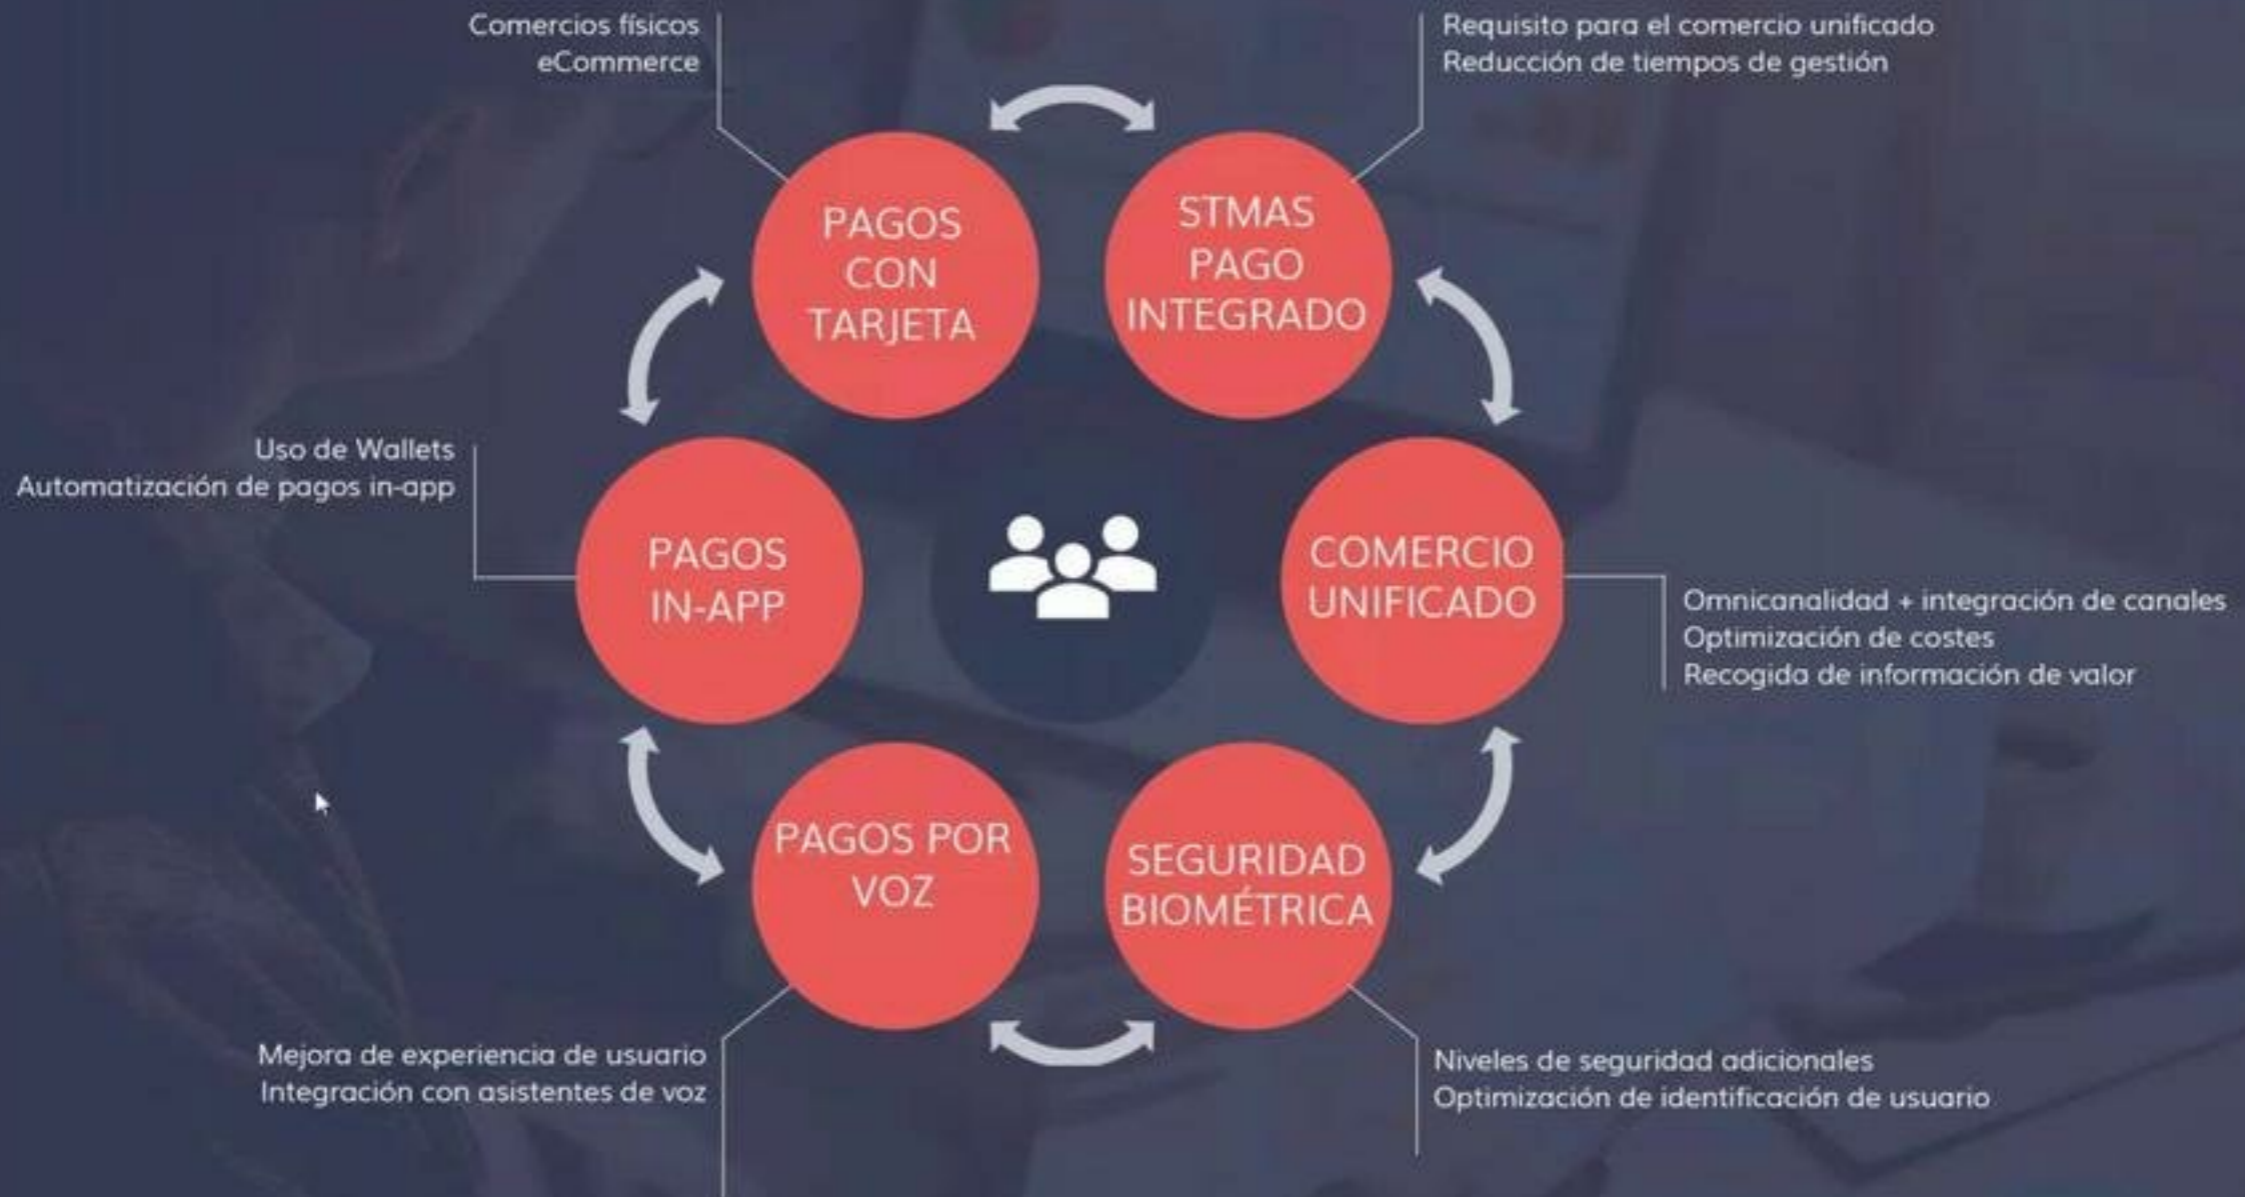 Comercios físicos
eCommerce
Requisito para el comercio unificado
Reducción de tiempos de gestión
PAGOS
CON
TARJETA
STMAS
PAGO
INTEGRADO
Uso de Wallets
Automatización de pagos in-app
PAGOS
IN-APP
COMERCIO
UNIFICADO
Omnicanalidad + integración de canales
Optimización de costes
Recogida de información de valor
PAGOS POR
VOZ
SEGURIDAD
BIOMÉTRICA
Mejora de experiencia de usuario
Integración con asistentes de voz
Niveles de seguridad adicionales
Optimización de identificación de usuario